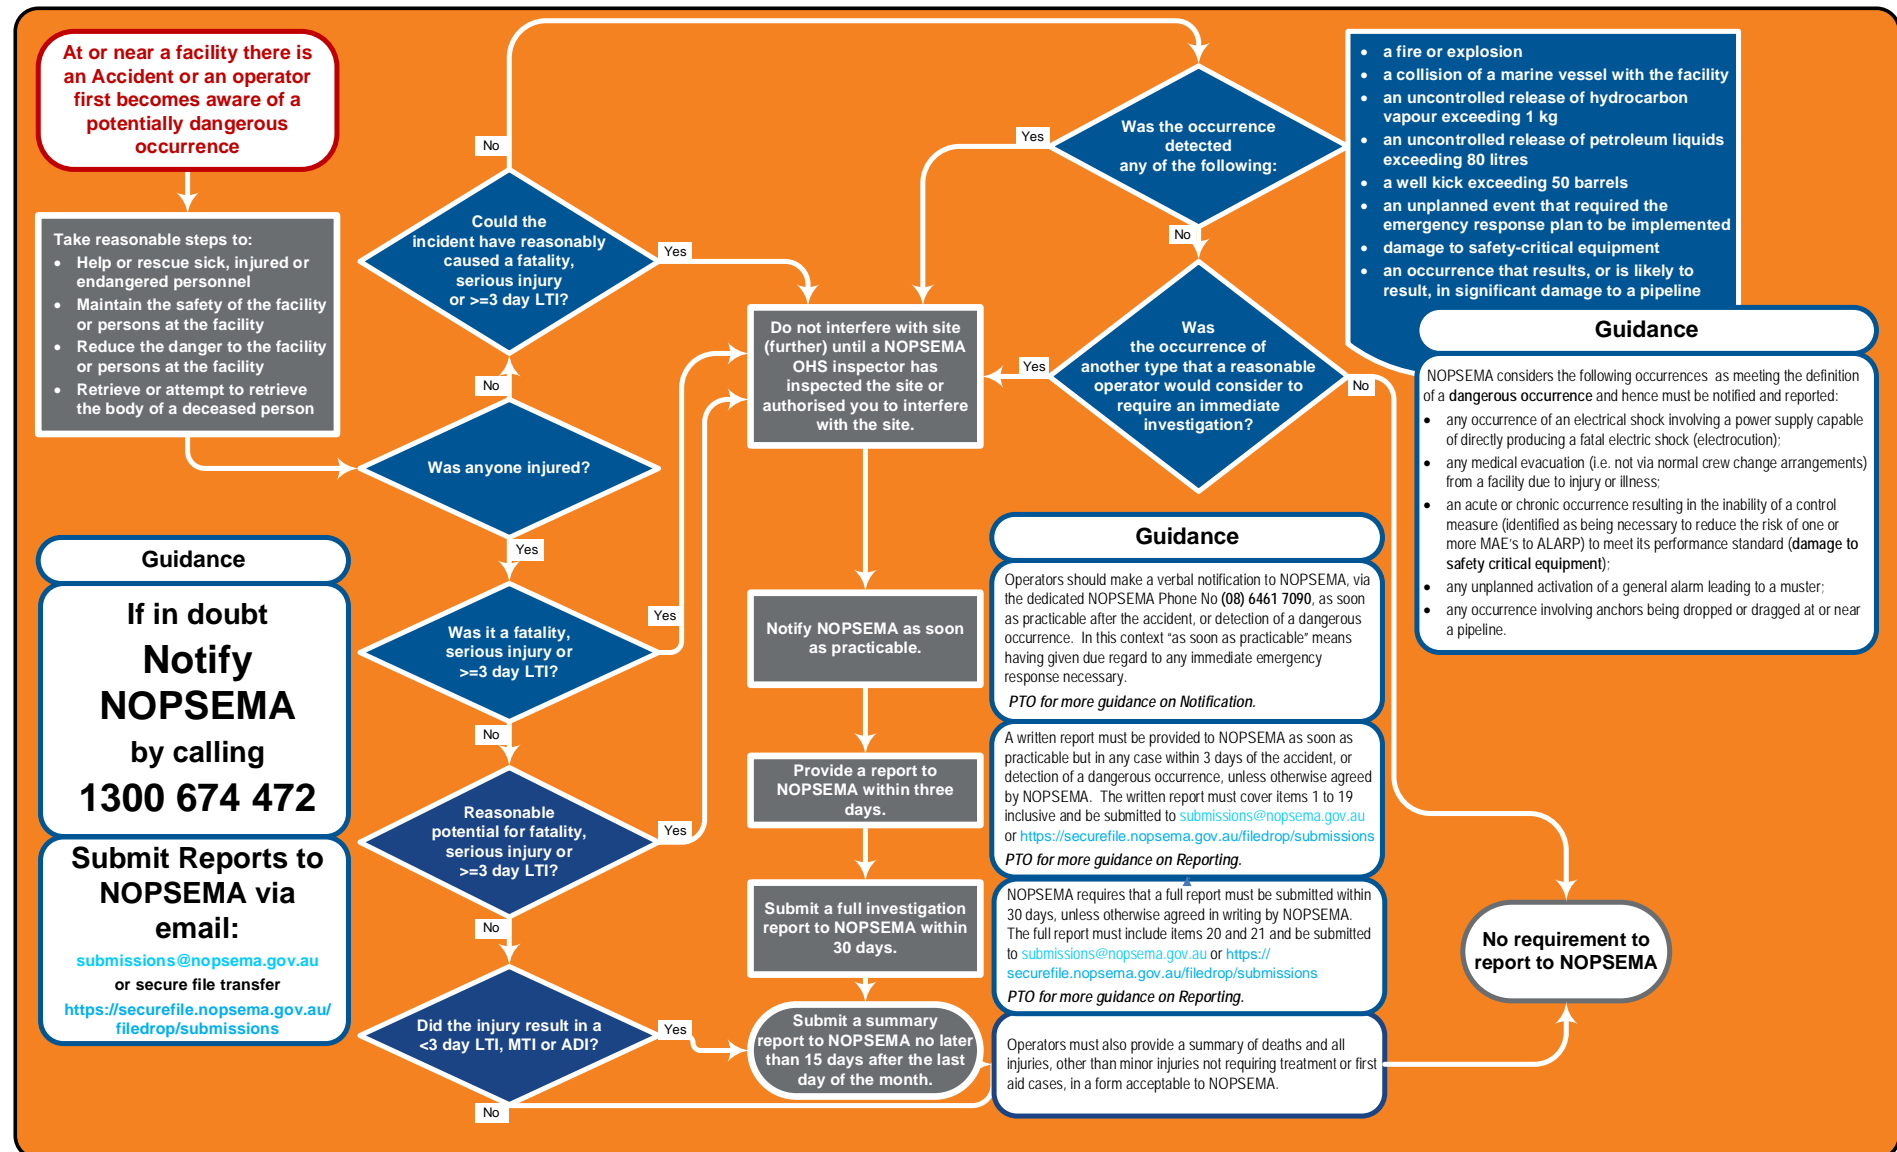 At or near a facility there is
an Accident or an operator
first becomes aware of a
potentially dangerous
occurrence
Take reasonable steps to:
• Help or rescue sick, injured or
endangered personnel
• Maintain the safety of the facility
or persons at the facility
• Reduce the danger to the facility
or persons at the facility
• Retrieve or attempt to retrieve
the body of a deceased person
Guidance
If in doubt
Notify
NOPSEMA
by calling
1300 674 472
Submit Reports to
NOPSEMA via
email:
submissions@nopsema.gov.au
or secure file transfer
https://securefile.nopsema.gov.au/
filedrop/submissions
No
Could the
incident have reasonably
caused a fatality,
serious injury
or >=3 day LTI?
Yes
No
Was anyone injured?
Yes
Was it a fatality,
serious injury or
>=3 day LTI?
Yes
No
Reasonable
potential for fatality,
serious injury or
>=3 day LTI?
Yes
No
Did the injury result in a
<3 day LTI, MTI or ADI?
Yes
No
Do not interfere with site
(further) until a NOPSEMA
OHS inspector has
inspected the site or
authorised you to interfere
with the site.
Notify NOPSEMA as soon
as practicable.
Provide a report to
NOPSEMA within three
days.
Submit a full investigation
report to NOPSEMA within
30 days.
Submit a summary
report to NOPSEMA no later
than 15 days after the last
day of the month.
Yes
Was the occurrence
detected
any of the following:
No
Yes
Was
the occurrence of
another type that a reasonable
operator would consider to
require an immediate
investigation?
No
• a fire or explosion
• a collision of a marine vessel with the facility
• an uncontrolled release of hydrocarbon
vapour exceeding 1 kg
• an uncontrolled release of petroleum liquids
exceeding 80 litres
• a well kick exceeding 50 barrels
• an unplanned event that required the
emergency response plan to be implemented
• damage to safety-critical equipment
• an occurrence that results, or is likely to
result, in significant damage to a pipeline
Guidance
NOPSEMA considers the following occurrences as meeting the definition
of a dangerous occurrence and hence must be notified and reported:
• any occurrence of an electrical shock involving a power supply capable
of directly producing a fatal electric shock (electrocution);
• any medical evacuation (i.e. not via normal crew change arrangements)
from a facility due to injury or illness;
• an acute or chronic occurrence resulting in the inability of a control
measure (identified as being necessary to reduce the risk of one or
more MAE's to ALARP) to meet its performance standard (damage to
safety critical equipment);
• any unplanned activation of a general alarm leading to a muster;
• any occurrence involving anchors being dropped or dragged at or near
a pipeline.
Guidance
Operators should make a verbal notification to NOPSEMA, via
the dedicated NOPSEMA Phone No (08) 6461 7090, as soon
as practicable after the accident, or detection of a dangerous
occurrence. In this context “as soon as practicable” means
having given due regard to any immediate emergency
response necessary.
PTO for more guidance on Notification.
A written report must be provided to NOPSEMA as soon as
practicable but in any case within 3 days of the accident, or
detection of a dangerous occurrence, unless otherwise agreed
by NOPSEMA. The written report must cover items 1 to 19
inclusive and be submitted to submissions@nopsema.gov.au
or https://securefile.nopsema.gov.au/filedrop/submissions
PTO for more guidance on Reporting.
NOPSEMA requires that a full report must be submitted within
30 days, unless otherwise agreed in writing by NOPSEMA.
The full report must include items 20 and 21 and be submitted
to submissions@nopsema.gov.au or https://
securefile.nopsema.gov.au/filedrop/submissions
PTO for more guidance on Reporting.
Operators must also provide a summary of deaths and all
injuries, other than minor injuries not requiring treatment or first
aid cases, in a form acceptable to NOPSEMA.
No requirement to
report to NOPSEMA